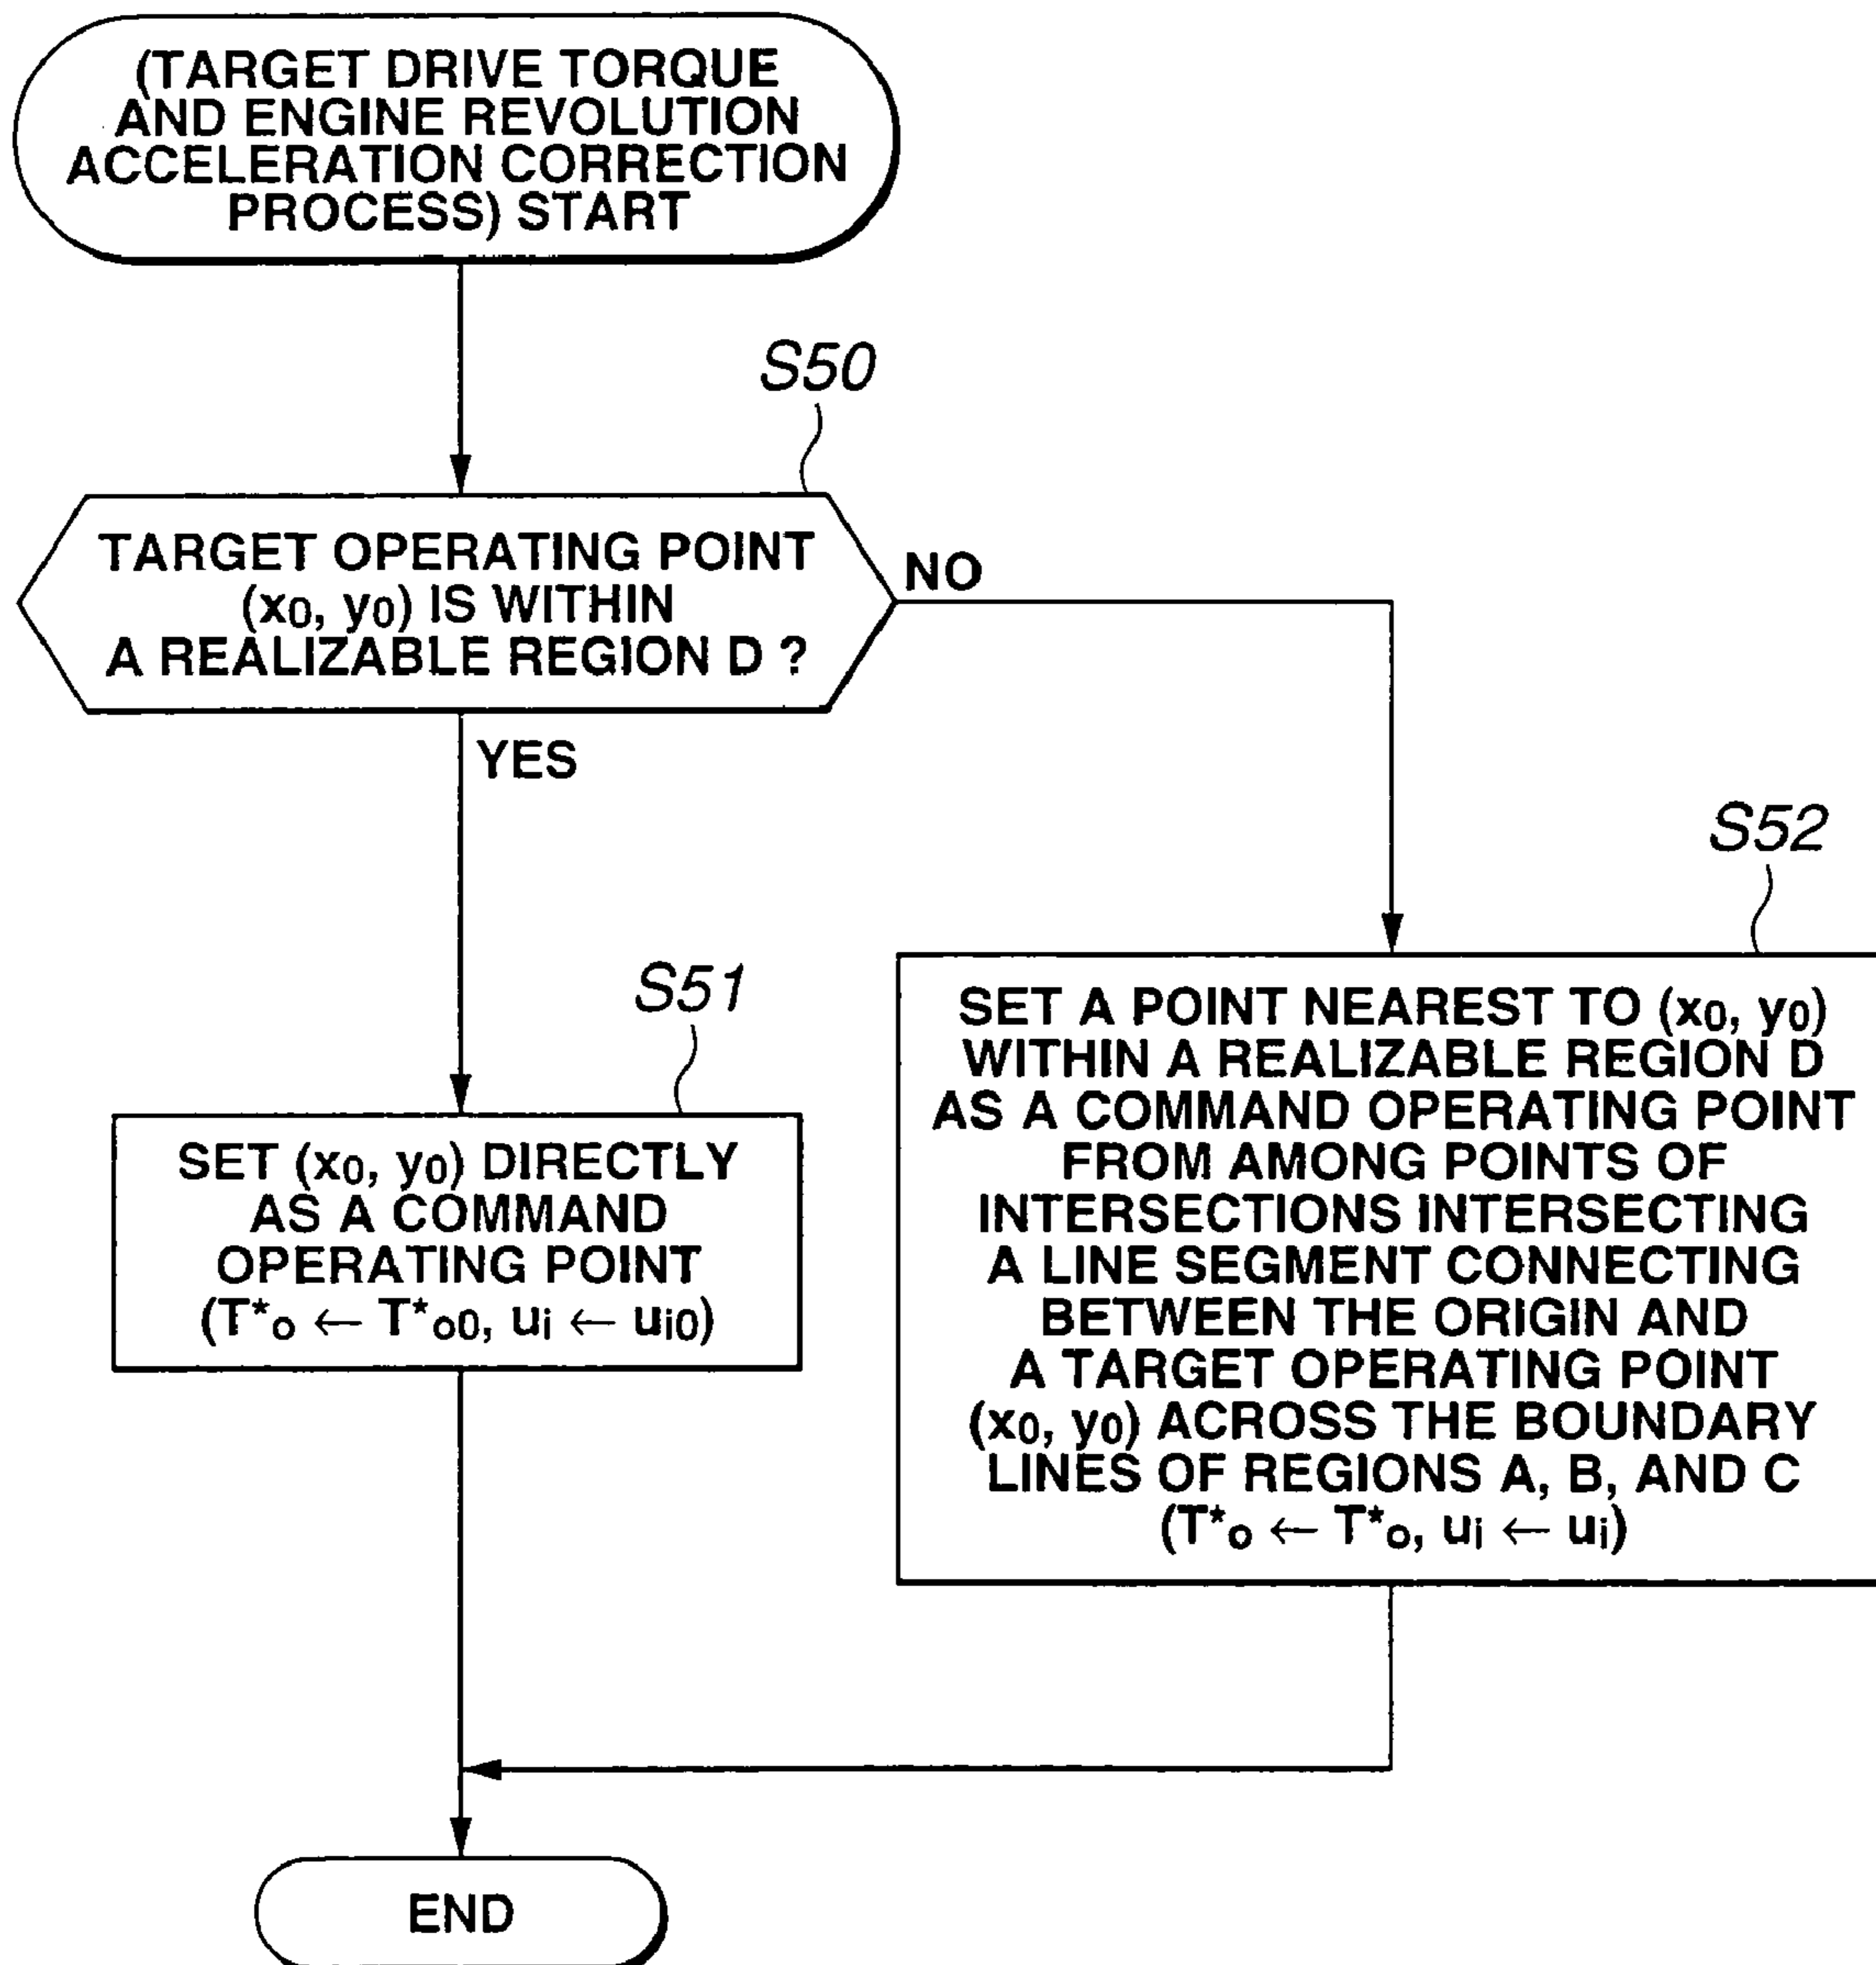 (TARGET DRIVE TORQUE
AND ENGINE REVOLUTION
ACCELERATION CORRECTION
PROCESS) START
S50
TARGET OPERATING POINT
(x0, y0) IS WITHIN
A REALIZABLE REGION D ?
NO
YES
S51
SET (x0, y0) DIRECTLY
AS A COMMAND
OPERATING POINT
(T*o ← T*o0, ui ← ui0)
S52
SET A POINT NEAREST TO (x0, y0)
WITHIN A REALIZABLE REGION D
AS A COMMAND OPERATING POINT
FROM AMONG POINTS OF
INTERSECTIONS INTERSECTING
A LINE SEGMENT CONNECTING
BETWEEN THE ORIGIN AND
A TARGET OPERATING POINT
(x0, y0) ACROSS THE BOUNDARY
LINES OF REGIONS A, B, AND C
(T*o ← T*o, ui ← ui)
END